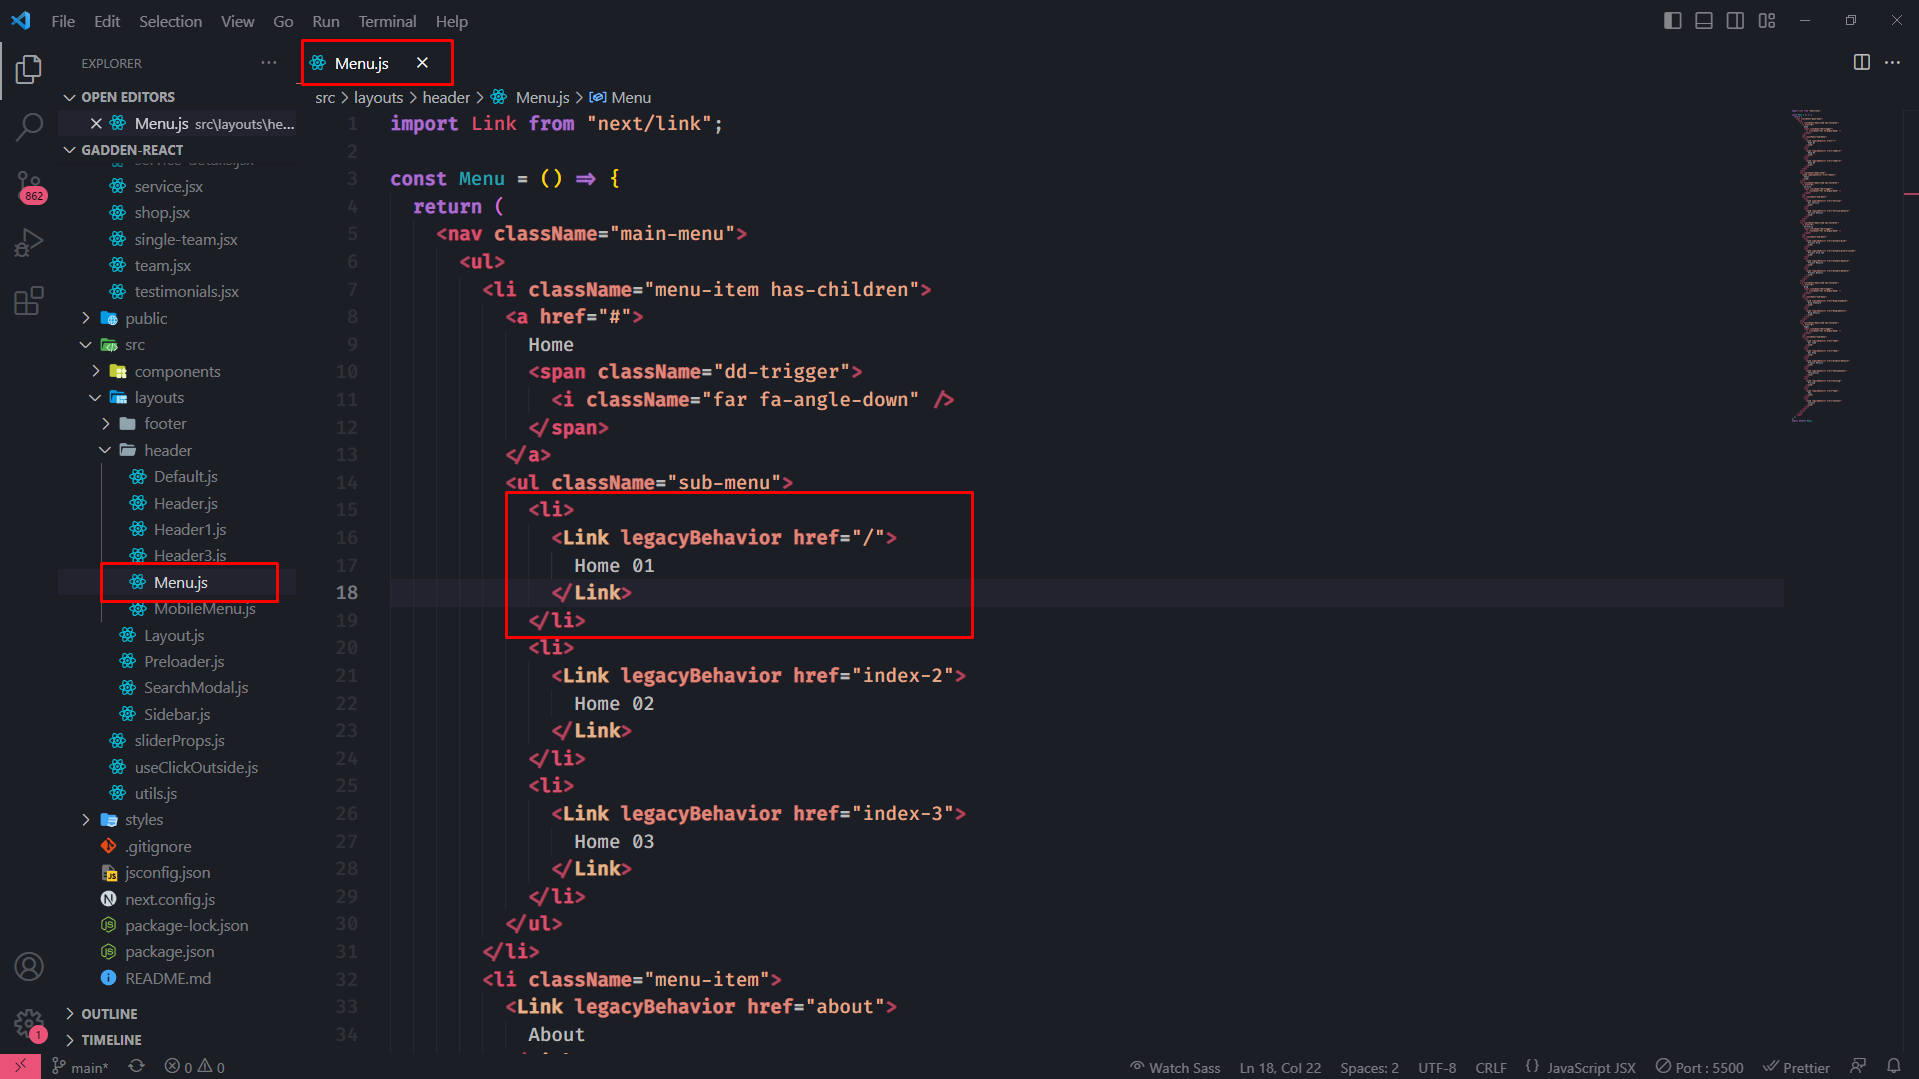 File Edit Selection View Go Run Terminal Help
EXPLORER
OPEN EDITORS
Menu.js src\layouts\he...
GADDEN-REACT
service-details.jsx
service.jsx
shop.jsx
single-team.jsx
team.jsx
testimonials.jsx
public
src
components
layouts
footer
header
Default.js
Header.js
Header1.js
Header3.js
Menu.js
MobileMenu.js
Layout.js
Preloader.js
SearchModal.js
Sidebar.js
sliderProps.js
useClickOutside.js
utils.js
styles
.gitignore
jsconfig.json
next.config.js
package-lock.json
package.json
README.md
OUTLINE
TIMELINE
862
1
Menu.js
src > layouts > header > Menu.js > Menu
1 import Link from "next/link";
2
3 const Menu = () => {
4 return (
5 <nav className="main-menu">
6 <ul>
7 <li className="menu-item has-children">
8 <a href="#">
9 Home
10 <span className="dd-trigger">
11 <i className="far fa-angle-down" />
12 </span>
13 </a>
14 <ul className="sub-menu">
15 <li>
16 <Link legacyBehavior href="/">
17 Home 01
18 </Link>
19 </li>
20 <li>
21 <Link legacyBehavior href="index-2">
22 Home 02
23 </Link>
24 </li>
25 <li>
26 <Link legacyBehavior href="index-3">
27 Home 03
28 </Link>
29 </li>
30 </ul>
31 </li>
32 <li className="menu-item">
33 <Link legacyBehavior href="about">
34 About
main* 0 0 Watch Sass Ln 18, Col 22 Spaces: 2 UTF-8 CRLF {} JavaScript JSX Port : 5500 Prettier